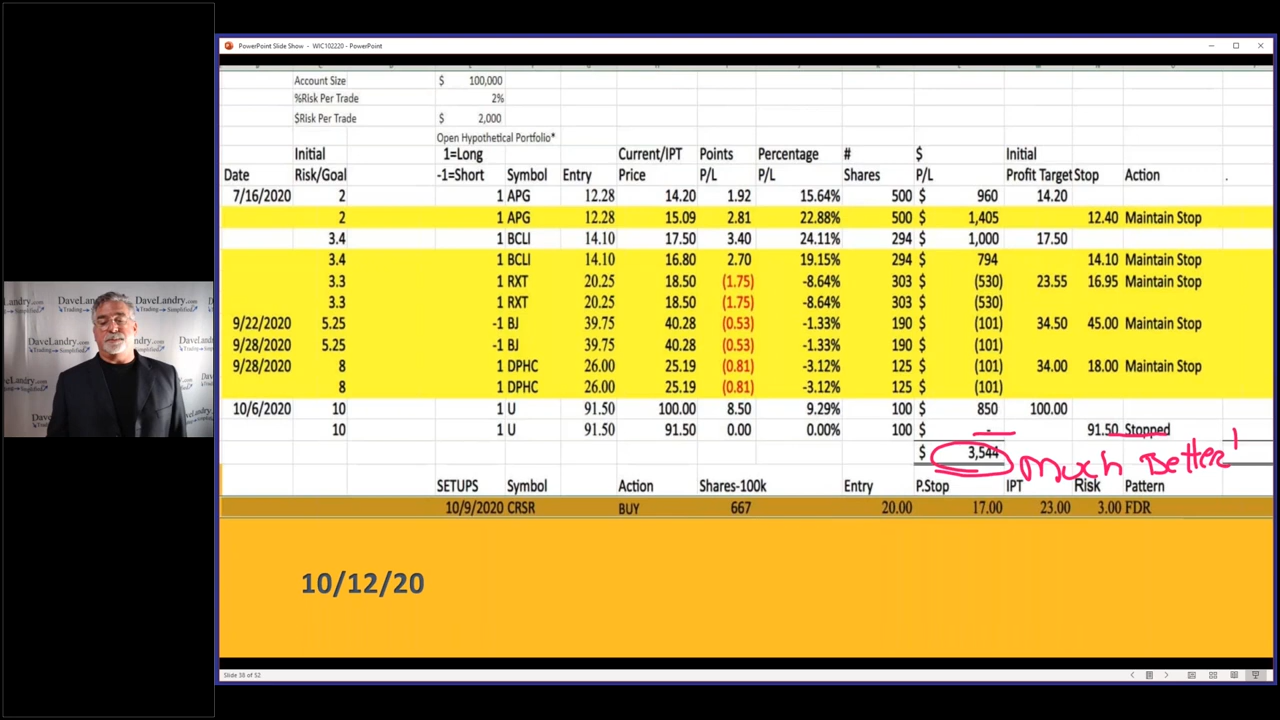 PowerPoint Slide Show - WIC102220 - PowerPoint
Account Size $ 100,000
%Risk Per Trade 2%
$Risk Per Trade $ 2,000
Open Hypothetical Portfolio*
Initial 1=Long Current/IPT Points Percentage # $ Initial
Date Risk/Goal -1=Short Symbol Entry Price P/L P/L Shares P/L Profit Target Stop Action .
7/16/2020 2 1 APG 12.28 14.20 1.92 15.64% 500 $ 960 14.20
2 1 APG 12.28 15.09 2.81 22.88% 500 $ 1,405 12.40 Maintain Stop
3.4 1 BCLI 14.10 17.50 3.40 24.11% 294 $ 1,000 17.50
3.4 1 BCLI 14.10 16.80 2.70 19.15% 294 $ 794 14.10 Maintain Stop
3.3 1 RXT 20.25 18.50 (1.75) -8.64% 303 $ (530) 23.55 16.95 Maintain Stop
3.3 1 RXT 20.25 18.50 (1.75) -8.64% 303 $ (530)
9/22/2020 5.25 -1 BJ 39.75 40.28 (0.53) -1.33% 190 $ (101) 34.50 45.00 Maintain Stop
9/28/2020 5.25 -1 BJ 39.75 40.28 (0.53) -1.33% 190 $ (101)
9/28/2020 8 1 DPHC 26.00 25.19 (0.81) -3.12% 125 $ (101) 34.00 18.00 Maintain Stop
8 1 DPHC 26.00 25.19 (0.81) -3.12% 125 $ (101)
10/6/2020 10 1 U 91.50 100.00 8.50 9.29% 100 $ 850 100.00
10 1 U 91.50 91.50 0.00 0.00% 100 $ - 91.50 Stopped
$ 3,544 Much Better!
SETUPS Symbol Action Shares-100k Entry P.Stop IPT Risk Pattern
10/9/2020 CRSR BUY 667 20.00 17.00 23.00 3.00 FDR
10/12/20
DaveLandry.com
Trading Simplified
Slide 38 of 52